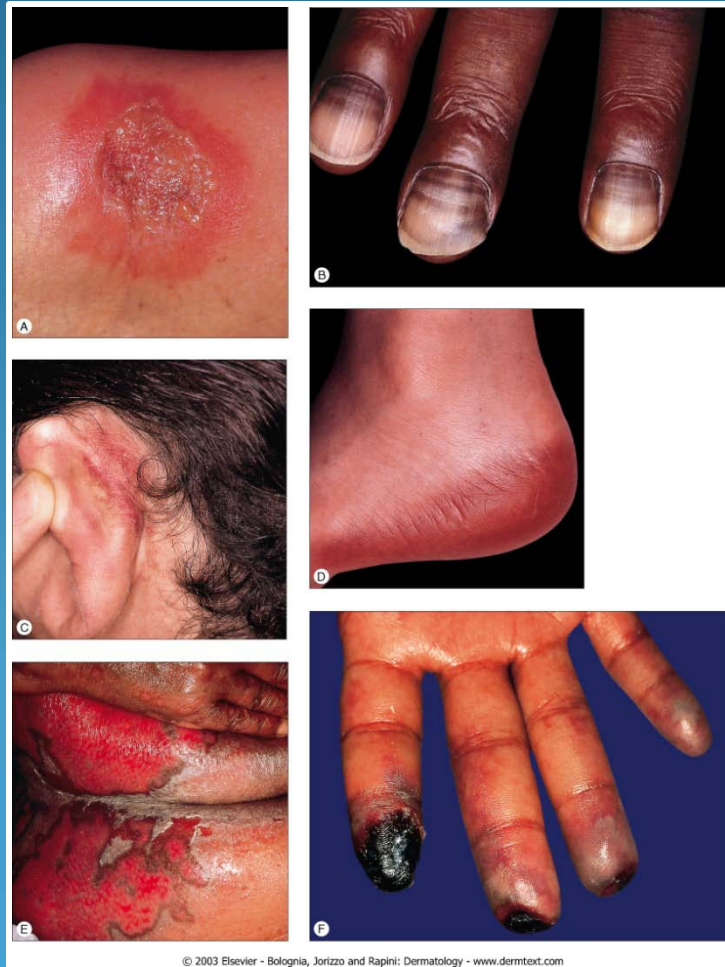 A
B
C
D
E
F
© 2003 Elsevier - Bolognia, Jorizzo and Rapini: Dermatology - www.dermtext.com